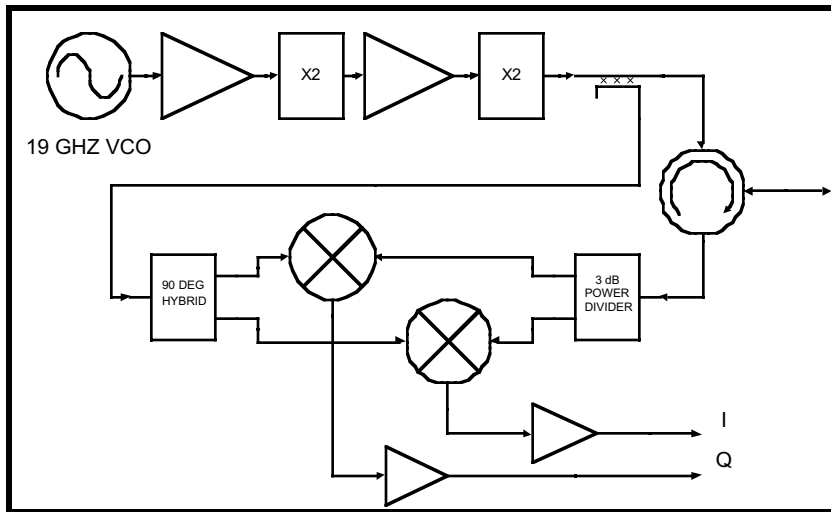 X2
X2
19 GHZ VCO
90 DEG
HYBRID
3 dB
POWER
DIVIDER
I
Q